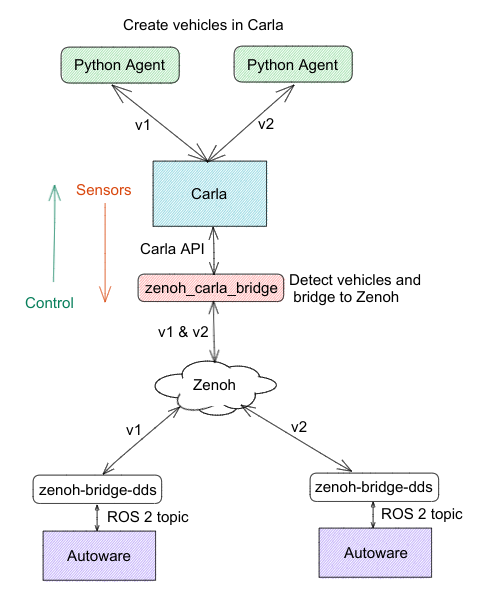 Create vehicles in Carla
Python Agent
Python Agent
v1
v2
Sensors
Carla
Carla API
Control
zenoh_carla_bridge
Detect vehicles and
bridge to Zenoh
v1 & v2
Zenoh
v1
v2
zenoh-bridge-dds
zenoh-bridge-dds
ROS 2 topic
ROS 2 topic
Autoware
Autoware